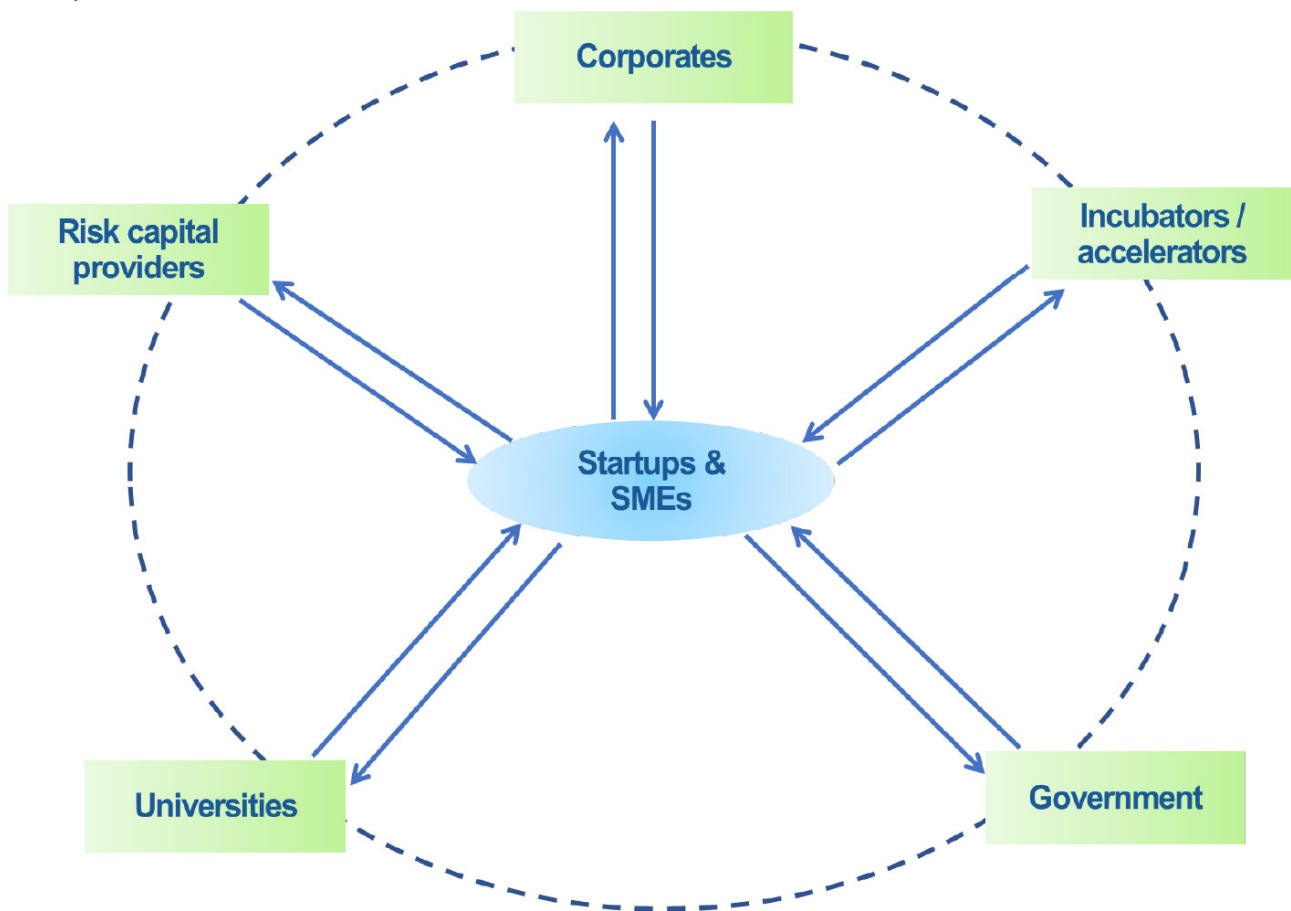 Corporates
Risk capital
providers
Incubators /
accelerators
Startups &
SMEs
Universities
Government